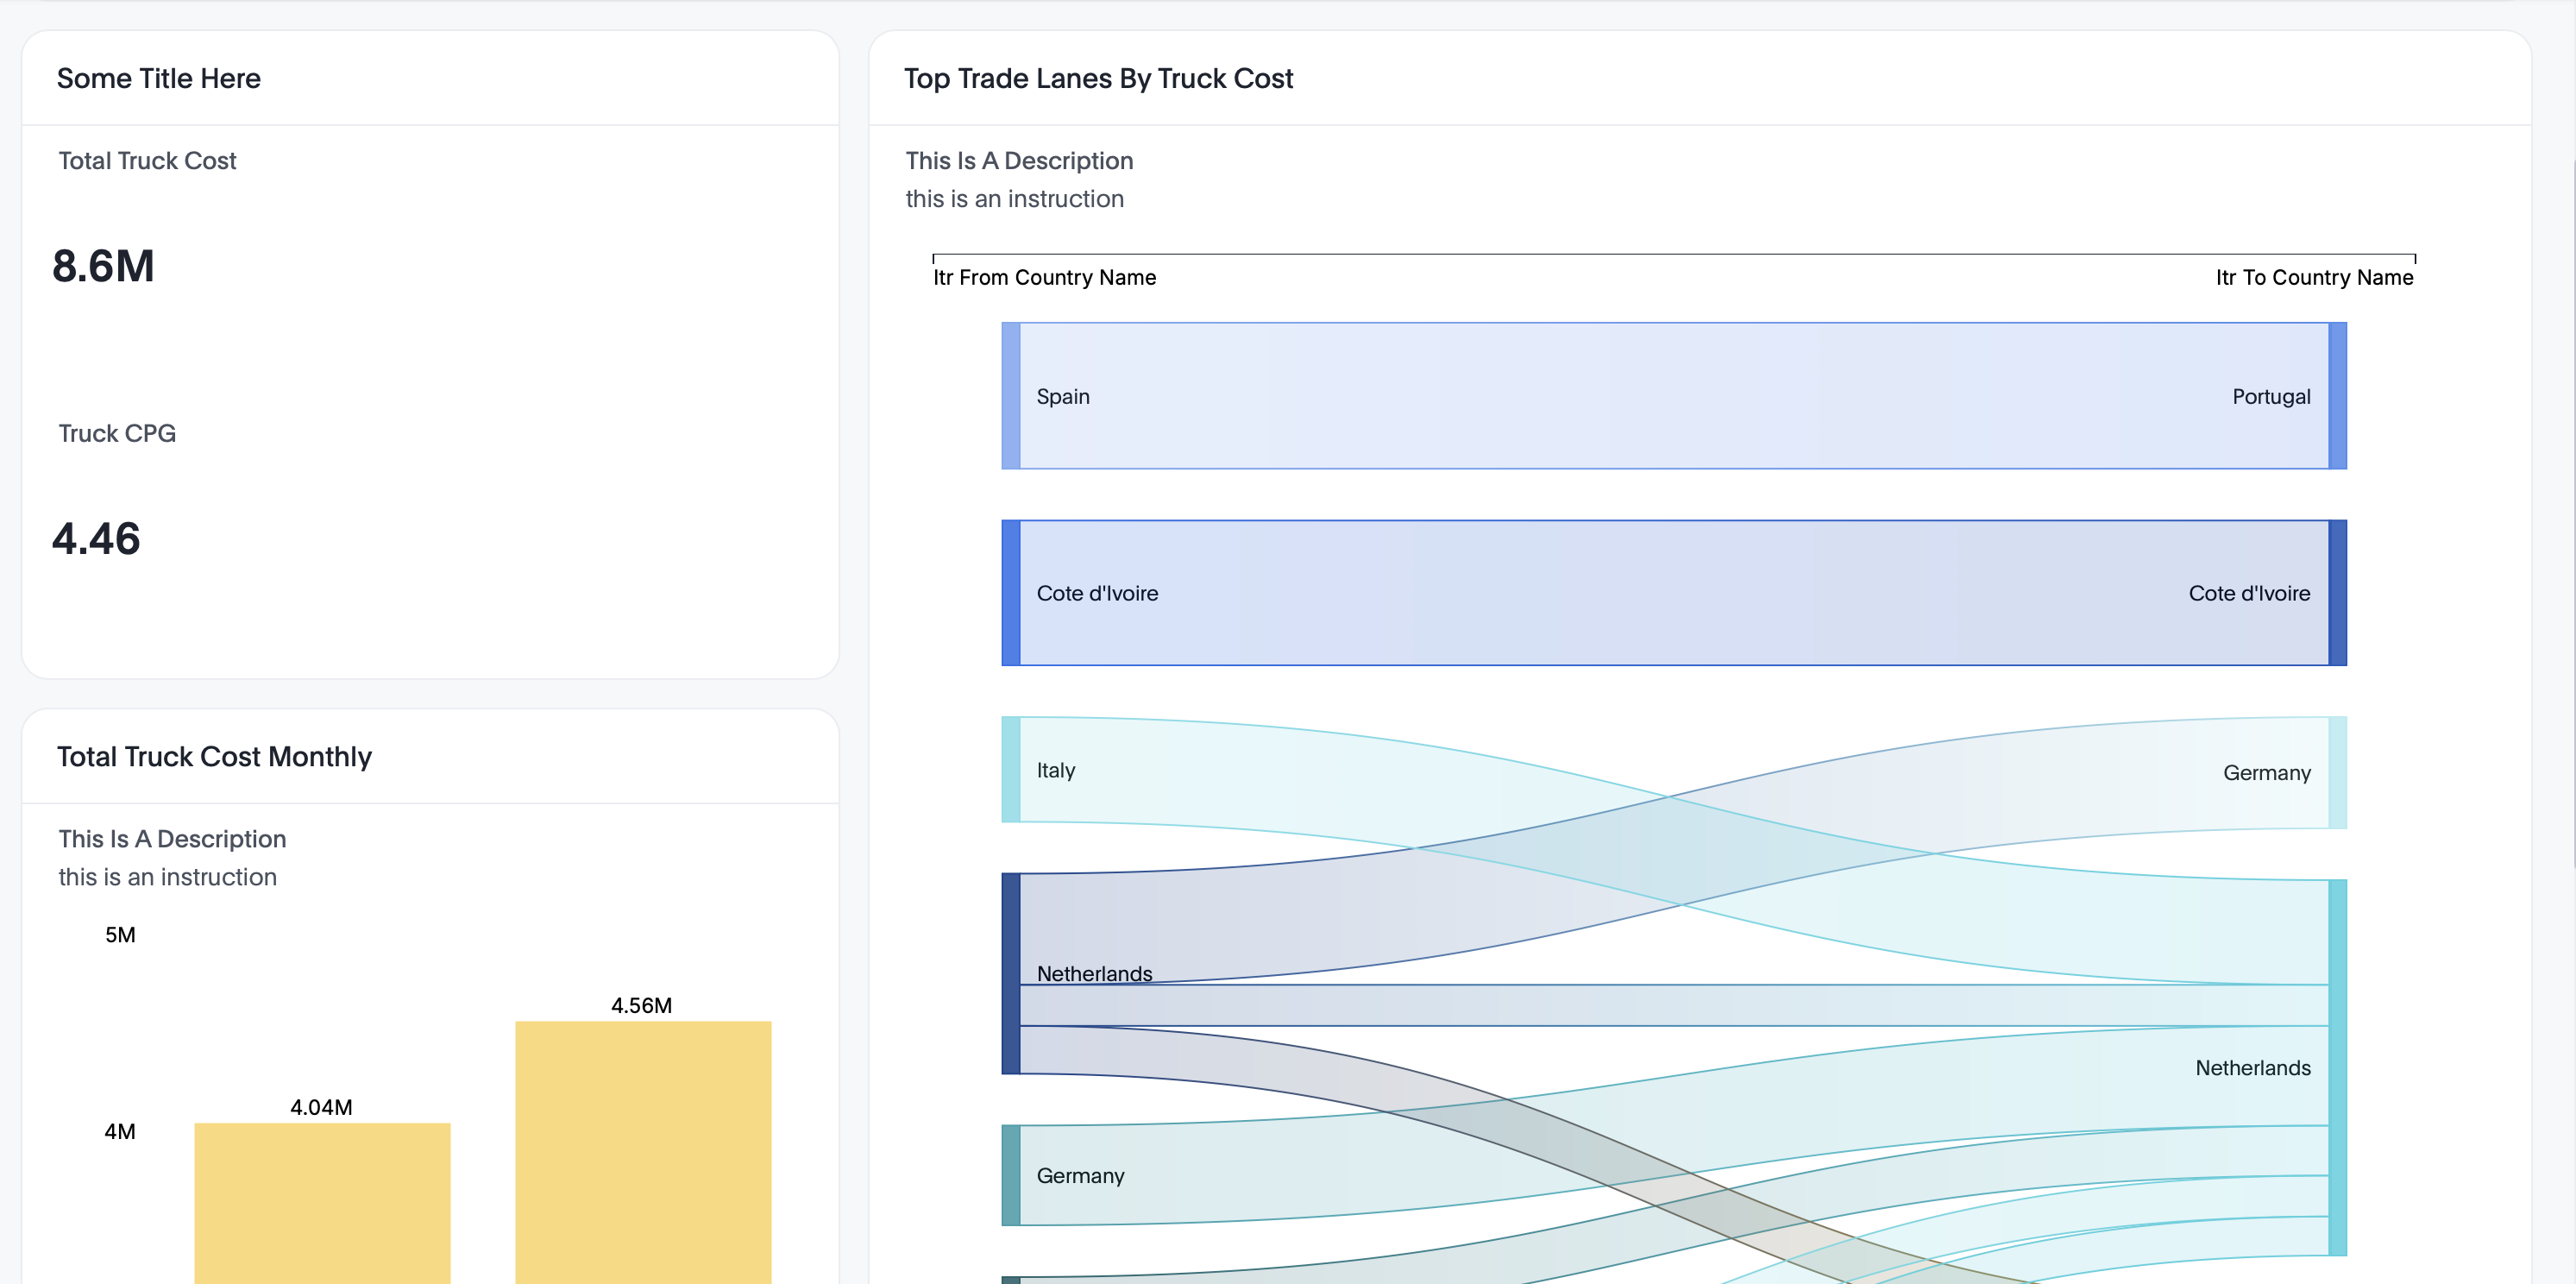 Some Title Here
Total Truck Cost
8.6M
Truck CPG
4.46
Total Truck Cost Monthly
This Is A Description
this is an instruction
5M
4.56M
4.04M
4M
Top Trade Lanes By Truck Cost
This Is A Description
this is an instruction
Itr From Country Name
Itr To Country Name
Spain
Portugal
Cote d'Ivoire
Cote d'Ivoire
Italy
Germany
Netherlands
Netherlands
Germany